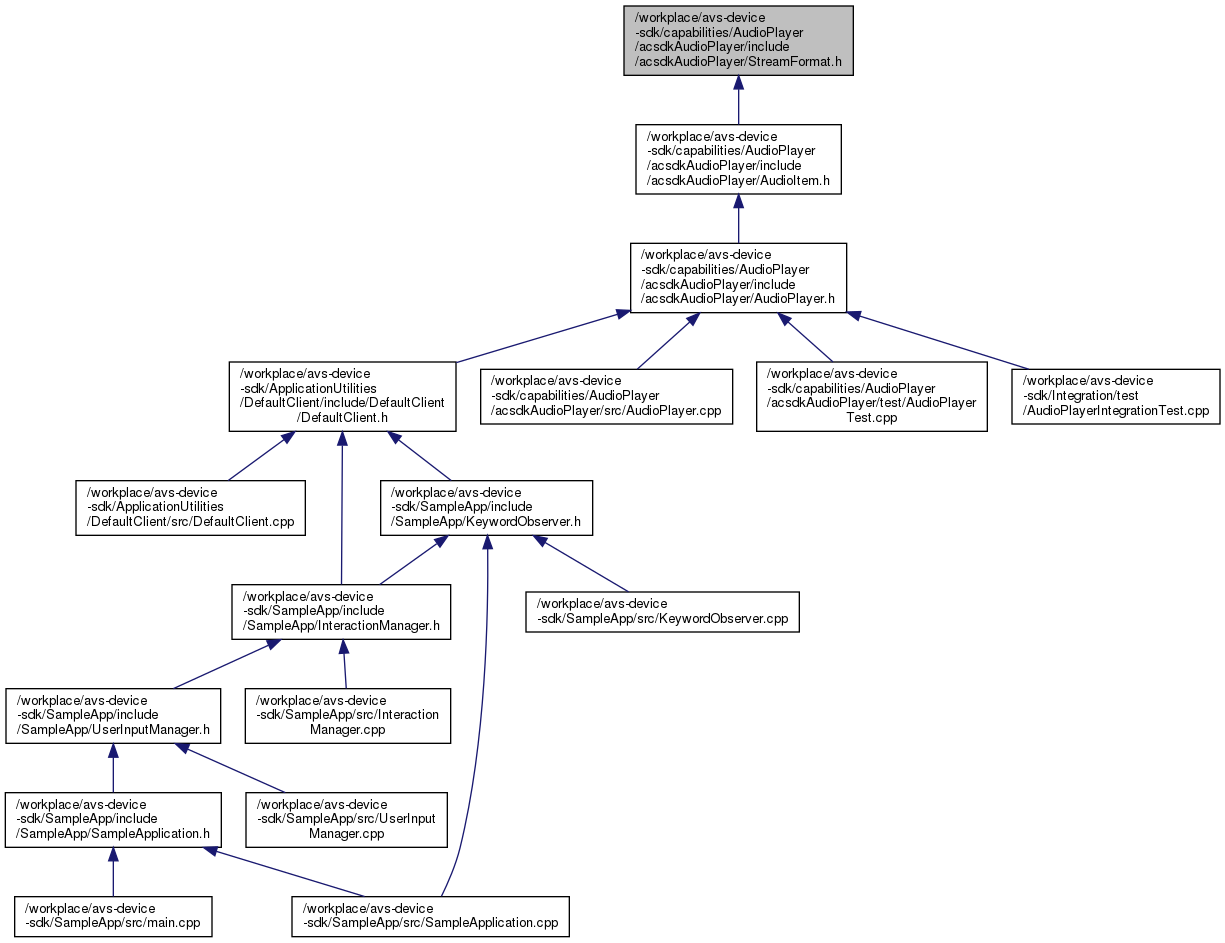 /workplace/avs-device
-sdk/capabilities/AudioPlayer
/acsdkAudioPlayer/include
/acsdkAudioPlayer/StreamFormat.h
/workplace/avs-device
-sdk/capabilities/AudioPlayer
/acsdkAudioPlayer/include
/acsdkAudioPlayer/AudioItem.h
/workplace/avs-device
-sdk/capabilities/AudioPlayer
/acsdkAudioPlayer/include
/acsdkAudioPlayer/AudioPlayer.h
/workplace/avs-device
-sdk/ApplicationUtilities
/DefaultClient/include/DefaultClient
/DefaultClient.h
/workplace/avs-device
-sdk/capabilities/AudioPlayer
/acsdkAudioPlayer/src/AudioPlayer.cpp
/workplace/avs-device
-sdk/capabilities/AudioPlayer
/acsdkAudioPlayer/test/AudioPlayer
Test.cpp
/workplace/avs-device
-sdk/Integration/test
/AudioPlayerIntegrationTest.cpp
/workplace/avs-device
-sdk/ApplicationUtilities
/DefaultClient/src/DefaultClient.cpp
/workplace/avs-device
-sdk/SampleApp/include
/SampleApp/KeywordObserver.h
/workplace/avs-device
-sdk/SampleApp/include
/SampleApp/InteractionManager.h
/workplace/avs-device
-sdk/SampleApp/src/KeywordObserver.cpp
/workplace/avs-device
-sdk/SampleApp/include
/SampleApp/UserInputManager.h
/workplace/avs-device
-sdk/SampleApp/src/Interaction
Manager.cpp
/workplace/avs-device
-sdk/SampleApp/include
/SampleApp/SampleApplication.h
/workplace/avs-device
-sdk/SampleApp/src/UserInput
Manager.cpp
/workplace/avs-device
-sdk/SampleApp/src/main.cpp
/workplace/avs-device
-sdk/SampleApp/src/SampleApplication.cpp